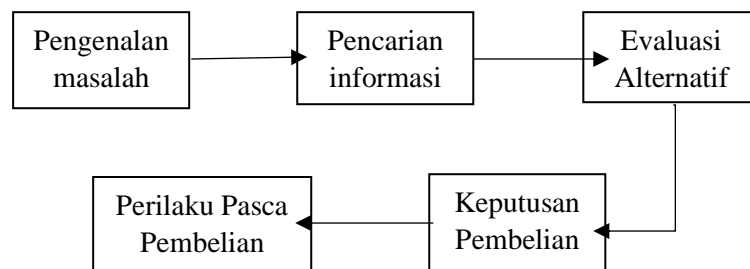 Pengenalan
masalah
Pencarian
informasi
Evaluasi
Alternatif
Keputusan
Pembelian
Perilaku Pasca
Pembelian